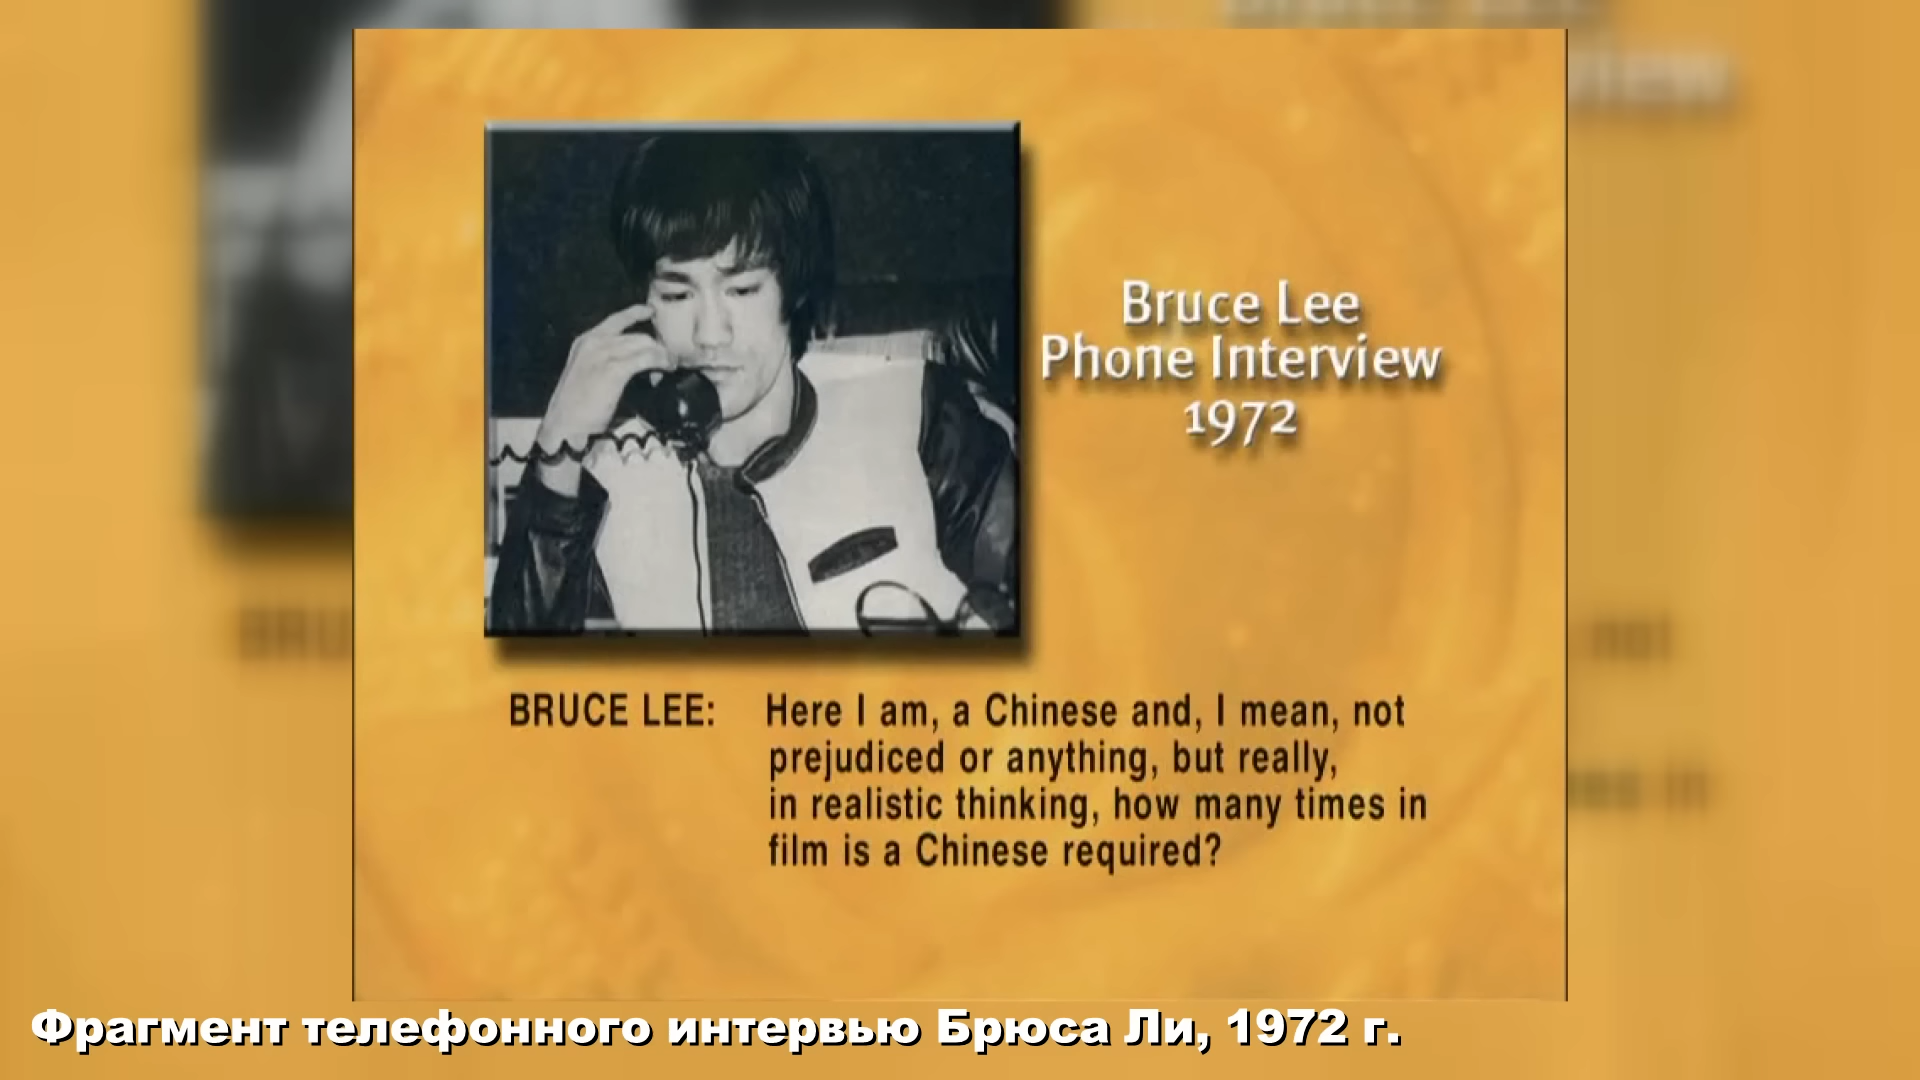 Bruce Lee
Phone Interview
1972
BRUCE LEE: Here I am, a Chinese and, I mean, not
prejudiced or anything, but really,
in realistic thinking, how many times in
film is a Chinese required?
Фрагмент телефонного интервью Брюса Ли, 1972 г.